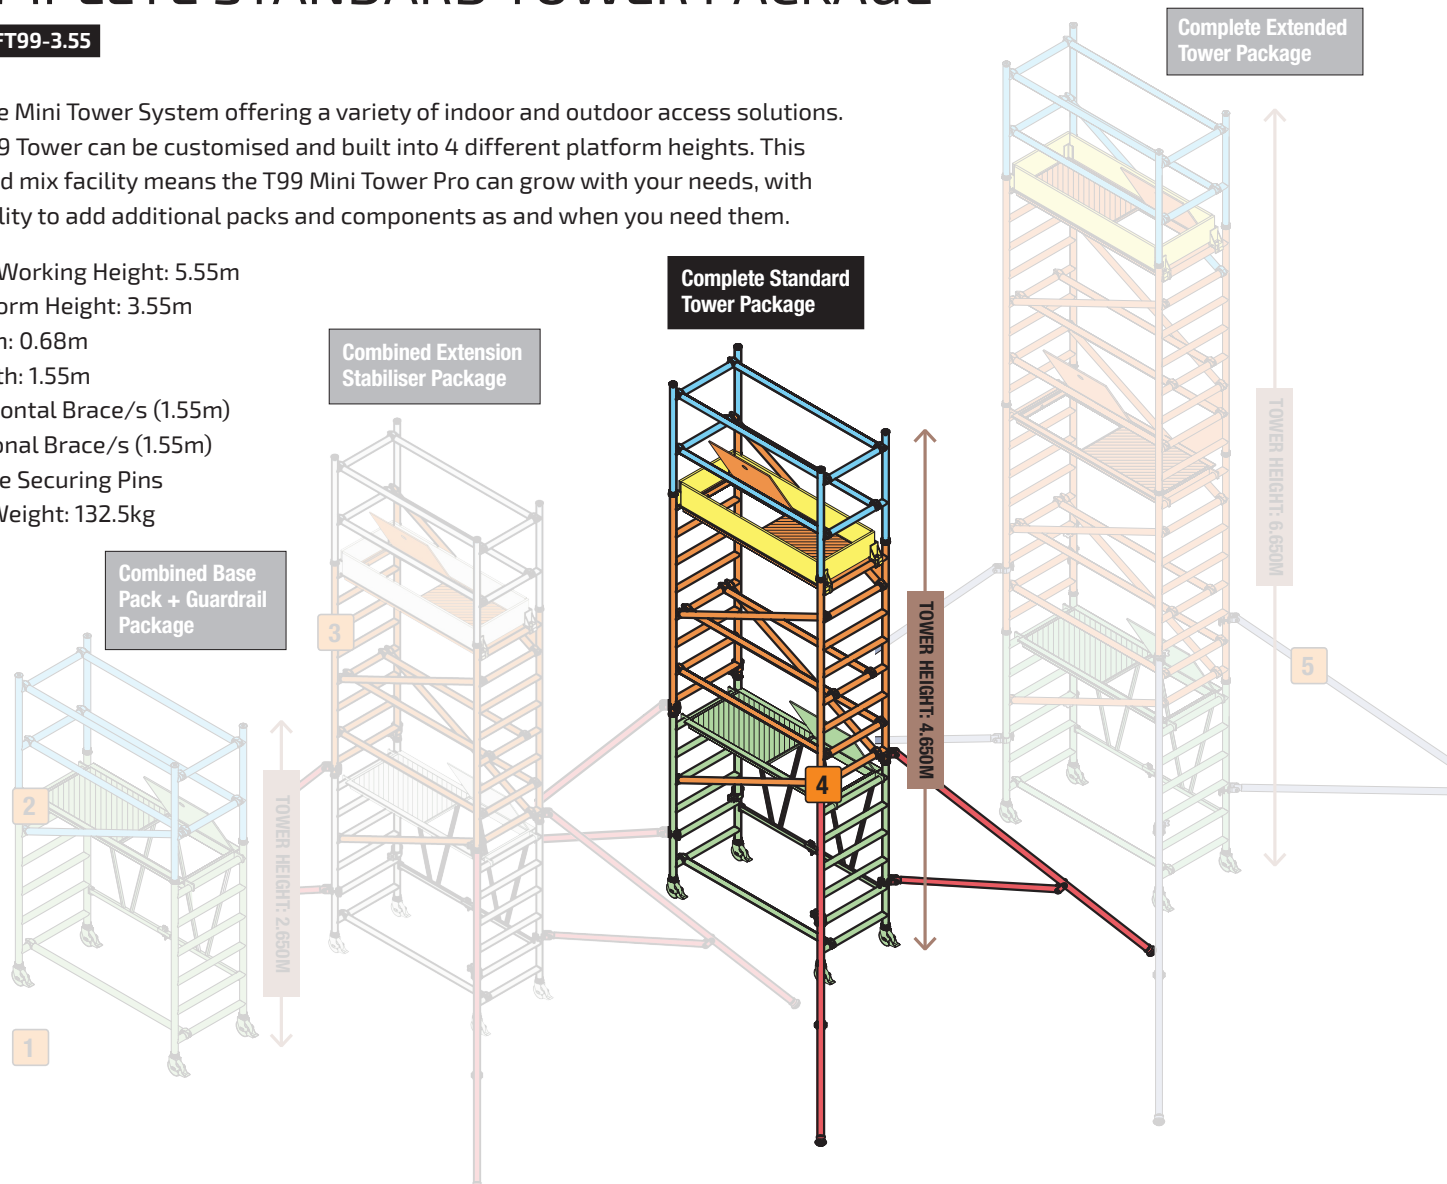 MPLETE STANDARD TOWER PACKAGE
FT99-3.55
e Mini Tower System offering a variety of indoor and outdoor access solutions.
9 Tower can be customised and built into 4 different platform heights. This
d mix facility means the T99 Mini Tower Pro can grow with your needs, with
lity to add additional packs and components as and when you need them.
Working Height: 5.55m
orm Height: 3.55m
h: 0.68m
th: 1.55m
ontal Brace/s (1.55m)
onal Brace/s (1.55m)
e Securing Pins
Weight: 132.5kg
Combined Base
Pack + Guardrail
Package
Combined Extension
Stabiliser Package
Complete Standard
Tower Package
Complete Extended
Tower Package
1
2
TOWER HEIGHT: 2.650M
3
4
TOWER HEIGHT: 4.650M
5
TOWER HEIGHT: 6.650M